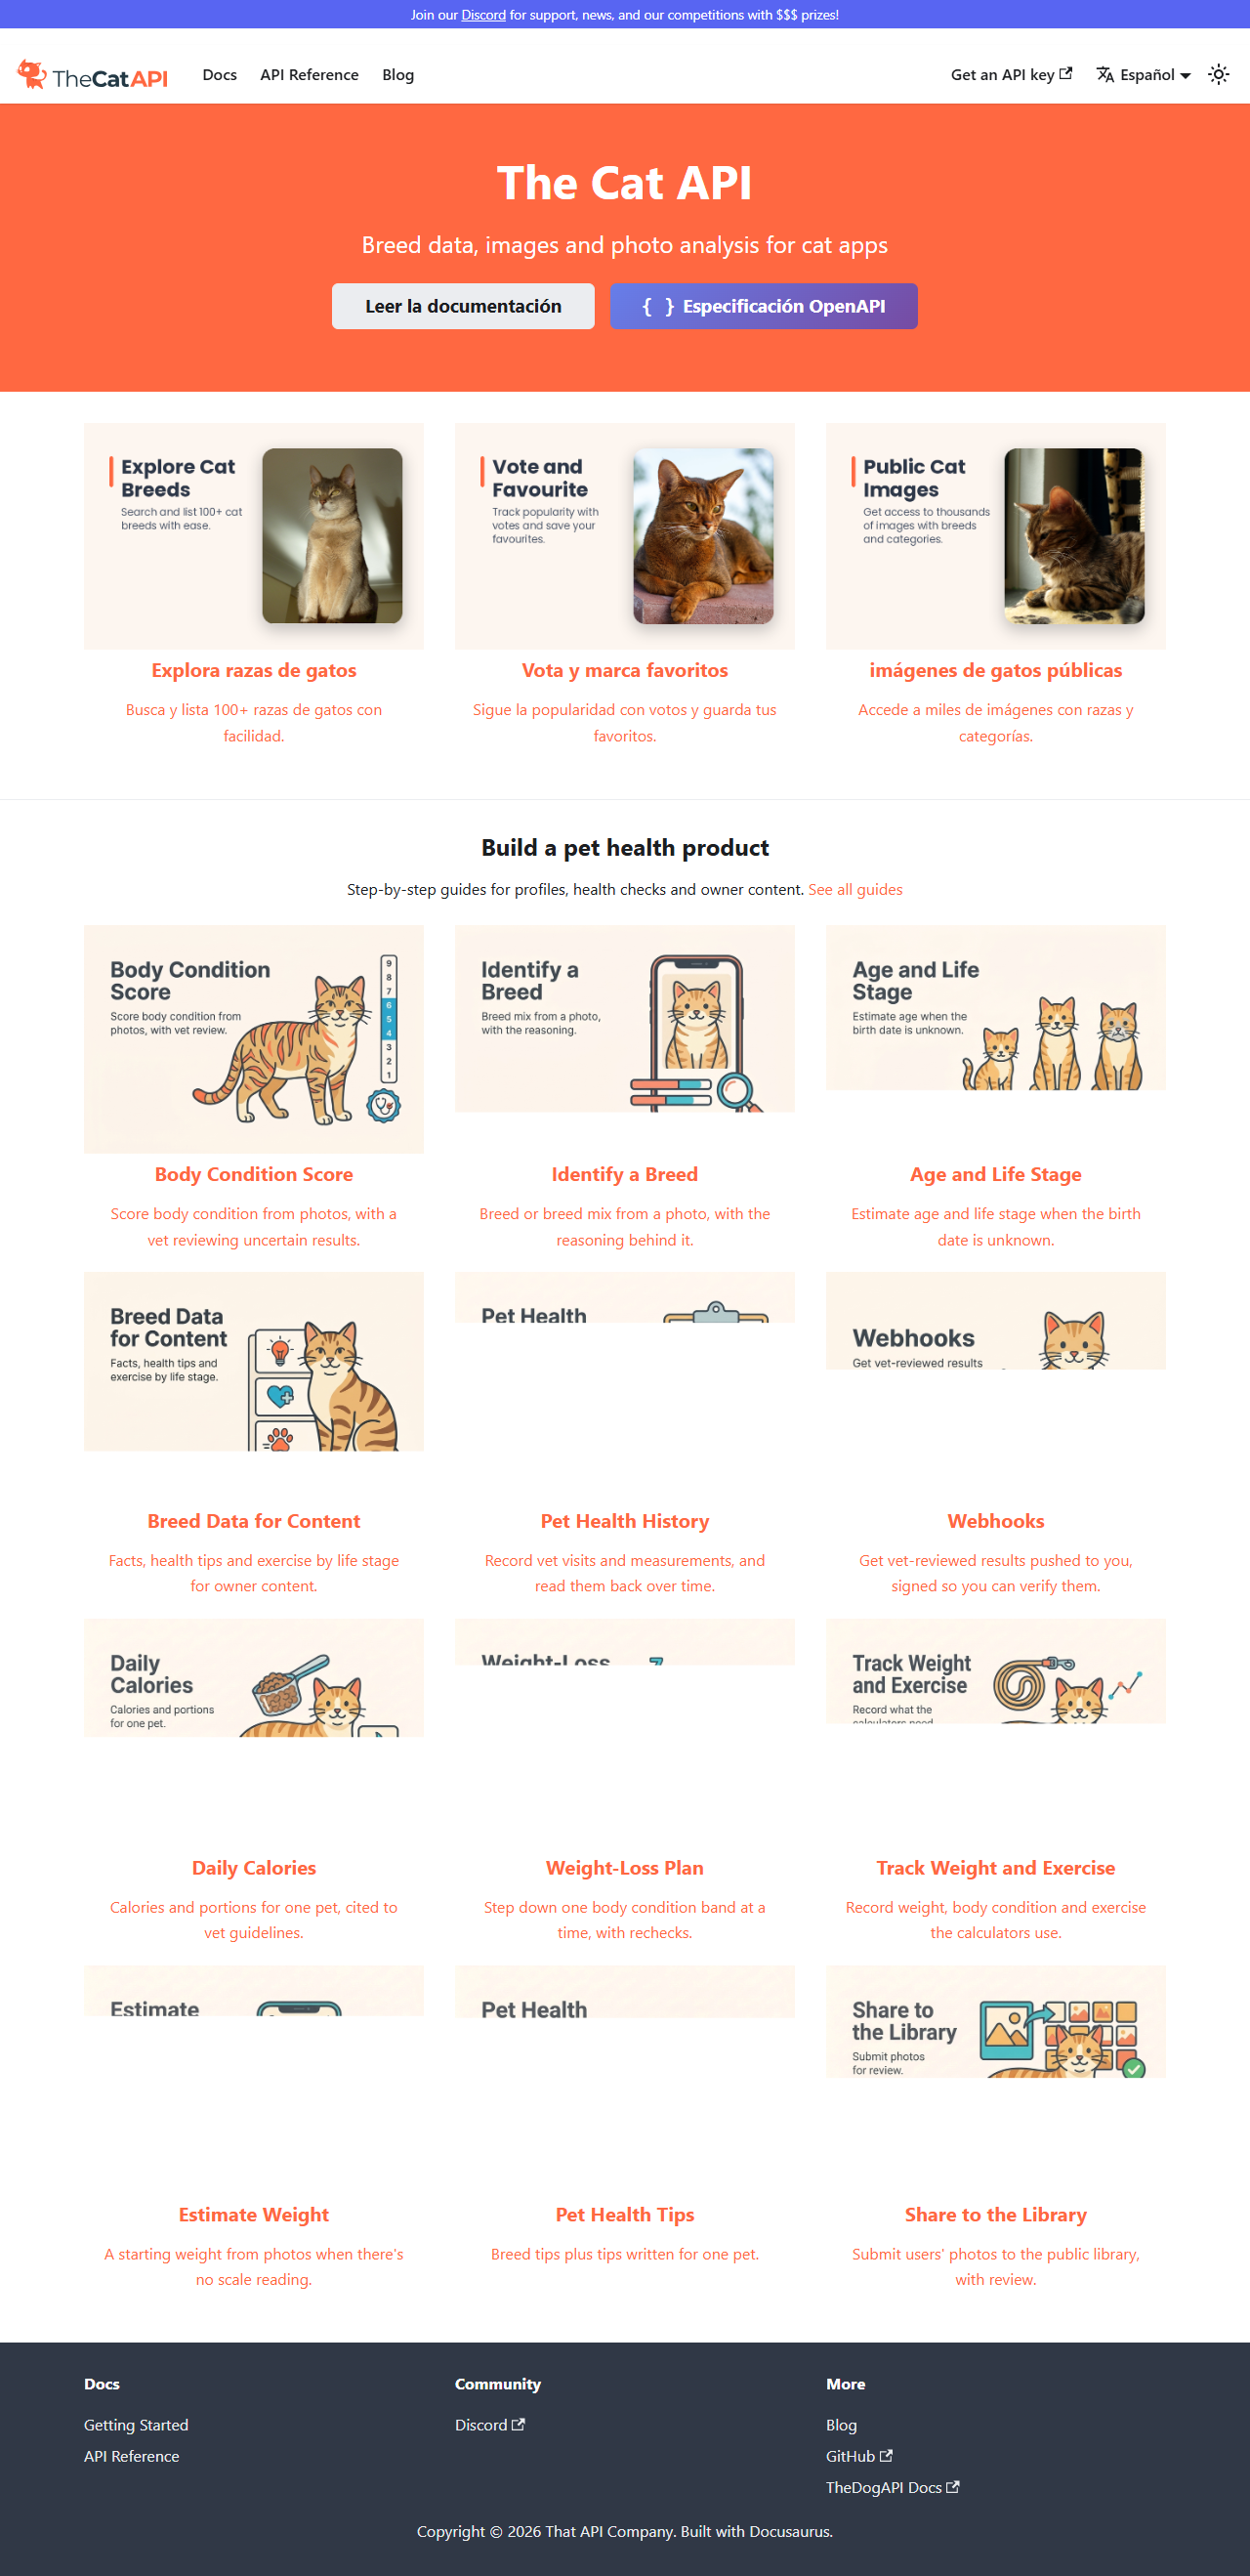 Join our Discord for support, news, and our competitions with $$$ prizes!
TheCatAPI
Docs
API Reference
Blog
Get an API key
Español
The Cat API
Breed data, images and photo analysis for cat apps
Leer la documentación
{ } Especificación OpenAPI
Explore Cat
Breeds
Search and list 100+ cat
breeds with ease.
Vote and
Favourite
Track popularity with
votes and save your
favourites.
Public Cat
Images
Get access to thousands
of images with breeds
and categories.
Explora razas de gatos
Busca y lista 100+ razas de gatos con
facilidad.
Vota y marca favoritos
Sigue la popularidad con votos y guarda tus
favoritos.
imágenes de gatos públicas
Accede a miles de imágenes con razas y
categorías.
Build a pet health product
Step-by-step guides for profiles, health checks and owner content. See all guides
Body Condition
Score
Score body condition from
photos, with vet review.
9
8
7
6
5
4
3
2
1
Identify a
Breed
Breed mix from a photo,
with the reasoning.
Age and Life
Stage
Estimate age when the
birth date is unknown.
Body Condition Score
Score body condition from photos, with a
vet reviewing uncertain results.
Identify a Breed
Breed or breed mix from a photo, with the
reasoning behind it.
Age and Life Stage
Estimate age and life stage when the birth
date is unknown.
Breed Data
for Content
Facts, health tips and
exercise by life stage.
Pet Health
Webhooks
Get vet-reviewed results
Breed Data for Content
Facts, health tips and exercise by life stage
for owner content.
Pet Health History
Record vet visits and measurements, and
read them back over time.
Webhooks
Get vet-reviewed results pushed to you,
signed so you can verify them.
Daily
Calories
Calories and portions
for one pet.
Weight-Loss
Track Weight
and Exercise
Record what the
calculators need
Daily Calories
Calories and portions for one pet, cited to
vet guidelines.
Weight-Loss Plan
Step down one body condition band at a
time, with rechecks.
Track Weight and Exercise
Record weight, body condition and exercise
the calculators use.
Estimate
Pet Health
Share to
the Library
Submit photos
for review.
Estimate Weight
A starting weight from photos when there's
no scale reading.
Pet Health Tips
Breed tips plus tips written for one pet.
Share to the Library
Submit users' photos to the public library,
with review.
Docs
Getting Started
API Reference
Community
Discord
More
Blog
GitHub
TheDogAPI Docs
Copyright © 2026 That API Company. Built with Docusaurus.